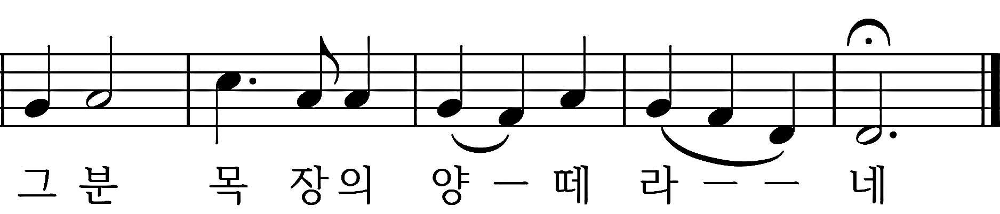 그 분 목 장 의 양 — 떼 라 — — 네